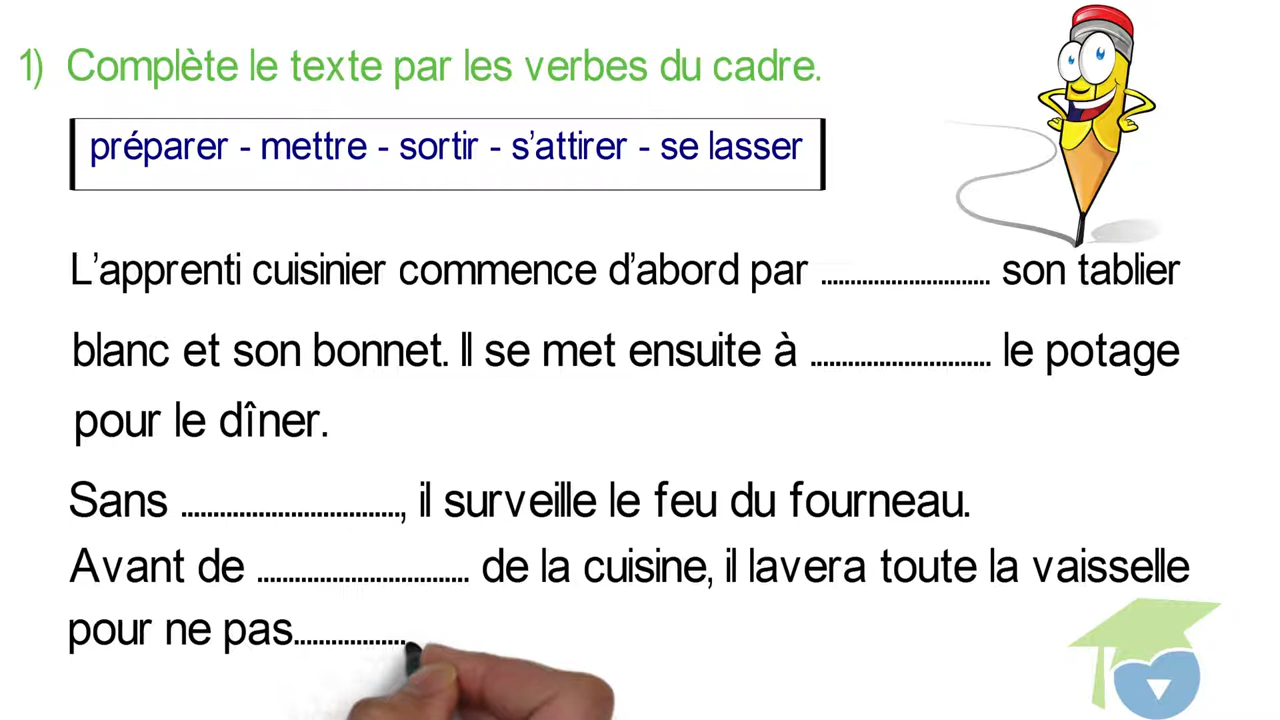 1) Complète le texte par les verbes du cadre.
préparer - mettre - sortir - s’attirer - se lasser
L’apprenti cuisinier commence d’abord par ............................. son tablier
blanc et son bonnet. Il se met ensuite à ............................... le potage
pour le dîner.
Sans ...................................., il surveille le feu du fourneau.
Avant de ................................... de la cuisine, il lavera toute la vaisselle
pour ne pas...................